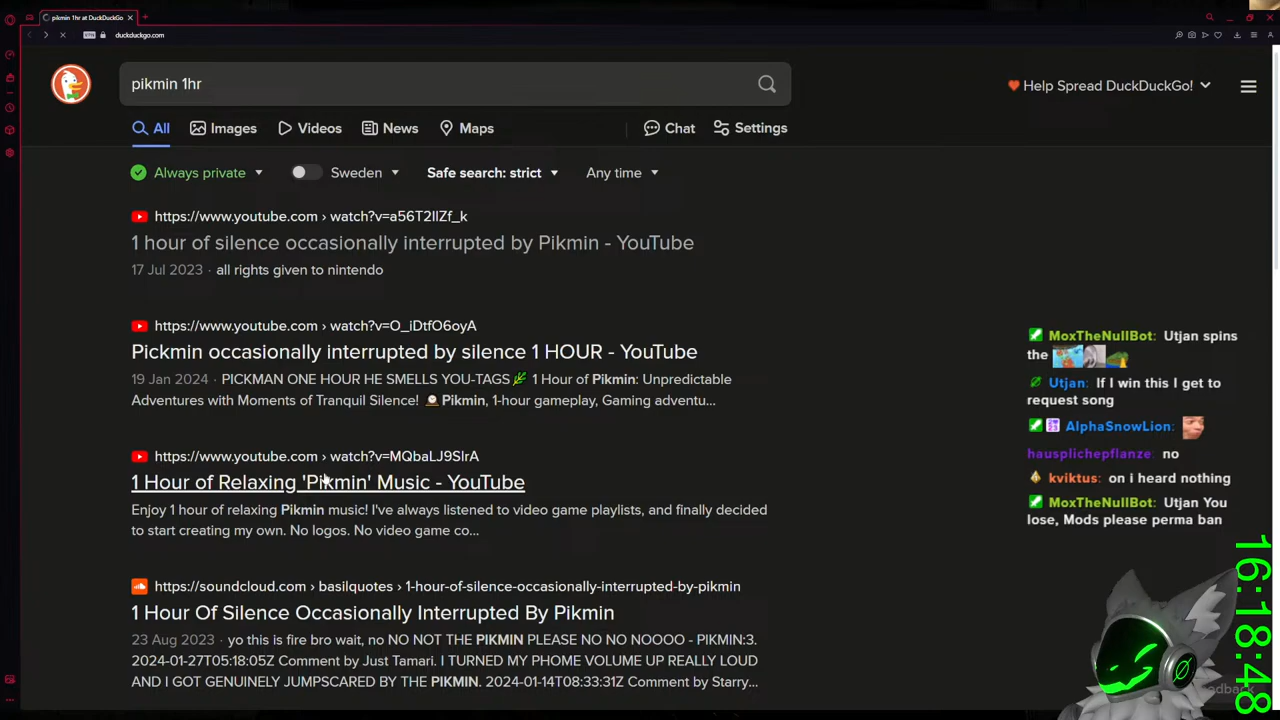 pikmin 1hr at DuckDuckGo
VPN
duckduckgo.com
pikmin 1hr
Help Spread DuckDuckGo!
All
Images
Videos
News
Maps
Chat
Settings
Always private
Sweden
Safe search: strict
Any time
https://www.youtube.com › watch?v=a56T2IlZf_k
1 hour of silence occasionally interrupted by Pikmin - YouTube
17 Jul 2023 · all rights given to nintendo
https://www.youtube.com › watch?v=O_iDtfO6oyA
Pickmin occasionally interrupted by silence 1 HOUR - YouTube
19 Jan 2024 · PICKMAN ONE HOUR HE SMELLS YOU-TAGS🌿 1 Hour of Pikmin: Unpredictable
Adventures with Moments of Tranquil Silence! 🕰️ Pikmin, 1-hour gameplay, Gaming adventu...
https://www.youtube.com › watch?v=MQbaLJ9SlrA
1 Hour of Relaxing 'Pikmin' Music - YouTube
Enjoy 1 hour of relaxing Pikmin music! I've always listened to video game playlists, and finally decided
to start creating my own. No logos. No video game co...
https://soundcloud.com › basilquotes › 1-hour-of-silence-occasionally-interrupted-by-pikmin
1 Hour Of Silence Occasionally Interrupted By Pikmin
23 Aug 2023 · yo this is fire bro wait, no NO NOT THE PIKMIN PLEASE NO NO NOOOO - PIKMIN:3.
2024-01-27T05:18:05Z Comment by Just Tamari. I TURNED MY PHOME VOLUME UP REALLY LOUD
AND I GOT GENUINELY JUMPSCARED BY THE PIKMIN. 2024-01-14T08:33:31Z Comment by Starry...
MoxTheNullBot: Utjan spins
the
Utjan: If I win this I get to
request song
AlphaSnowLion:
hausplichepflanze: no
kviktus: on i heard nothing
MoxTheNullBot: Utjan You
lose, Mods please perma ban
16:18:48